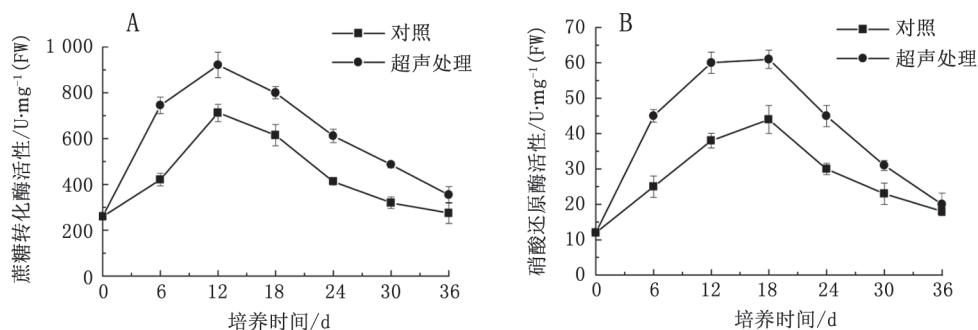 A
对照
超声处理
蔗糖转化酶活性/U·mg⁻¹(FW)
1 000
800
600
400
200
0
0 6 12 18 24 30 36
培养时间/d
B
对照
超声处理
硝酸还原酶活性/U·mg⁻¹(FW)
70
60
50
40
30
20
10
0
0 6 12 18 24 30 36
培养时间/d